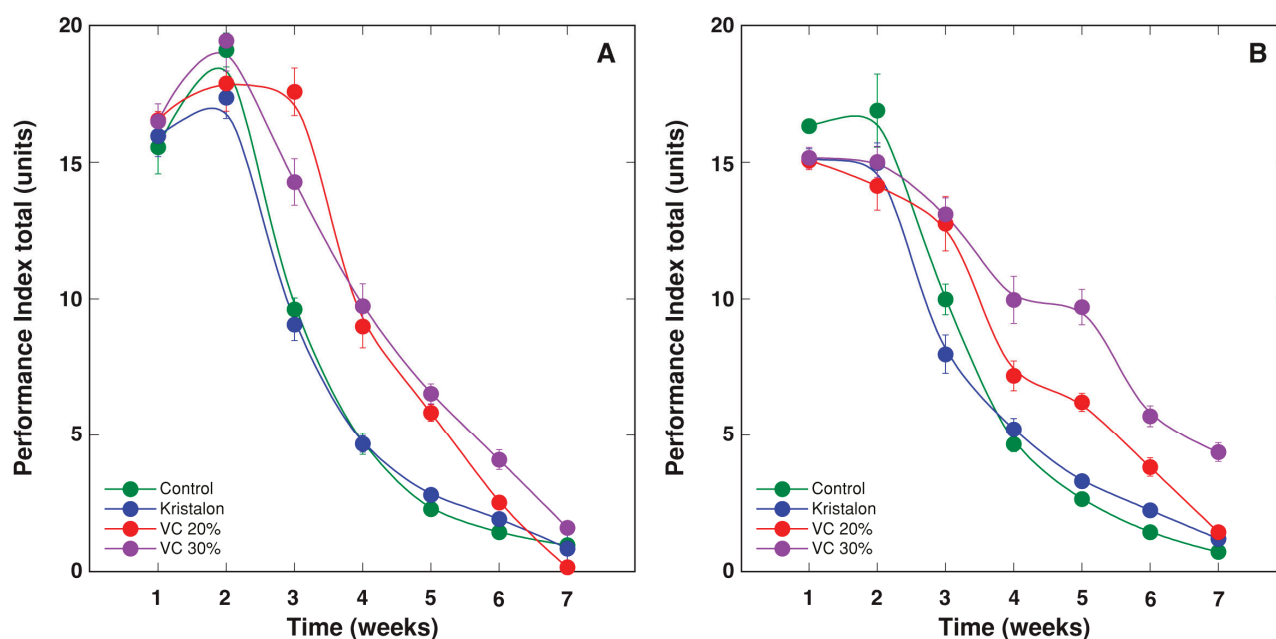 A
Performance Index total (units)
20
15
10
5
0
Control
Kristalon
VC 20%
VC 30%
1 2 3 4 5 6 7
Time (weeks)
B
Performance Index total (units)
20
15
10
5
0
Control
Kristalon
VC 20%
VC 30%
1 2 3 4 5 6 7
Time (weeks)